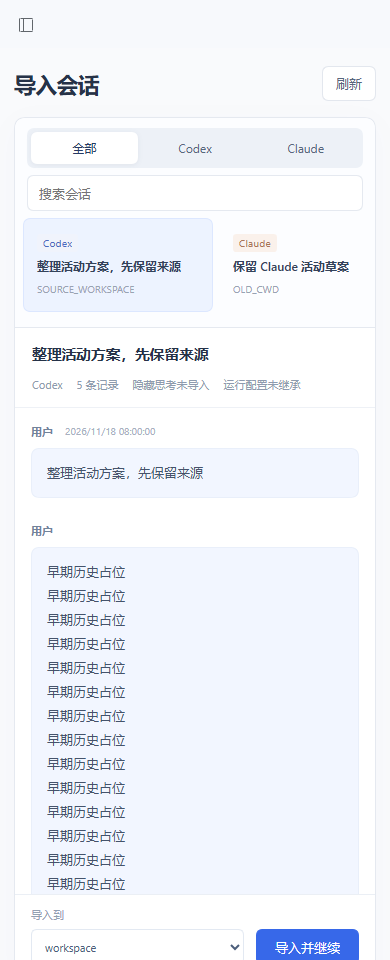 导入会话
刷新
全部 Codex Claude
搜索会话
Codex
整理活动方案，先保留来源
SOURCE_WORKSPACE
Claude
保留 Claude 活动草案
OLD_CWD
整理活动方案，先保留来源
Codex 5 条记录 隐藏思考未导入 运行配置未继承
用户 2026/11/18 08:00:00
整理活动方案，先保留来源
用户
早期历史占位
早期历史占位
早期历史占位
早期历史占位
早期历史占位
早期历史占位
早期历史占位
早期历史占位
早期历史占位
早期历史占位
早期历史占位
早期历史占位
早期历史占位
早期历史占位
导入到
workspace
导入并继续